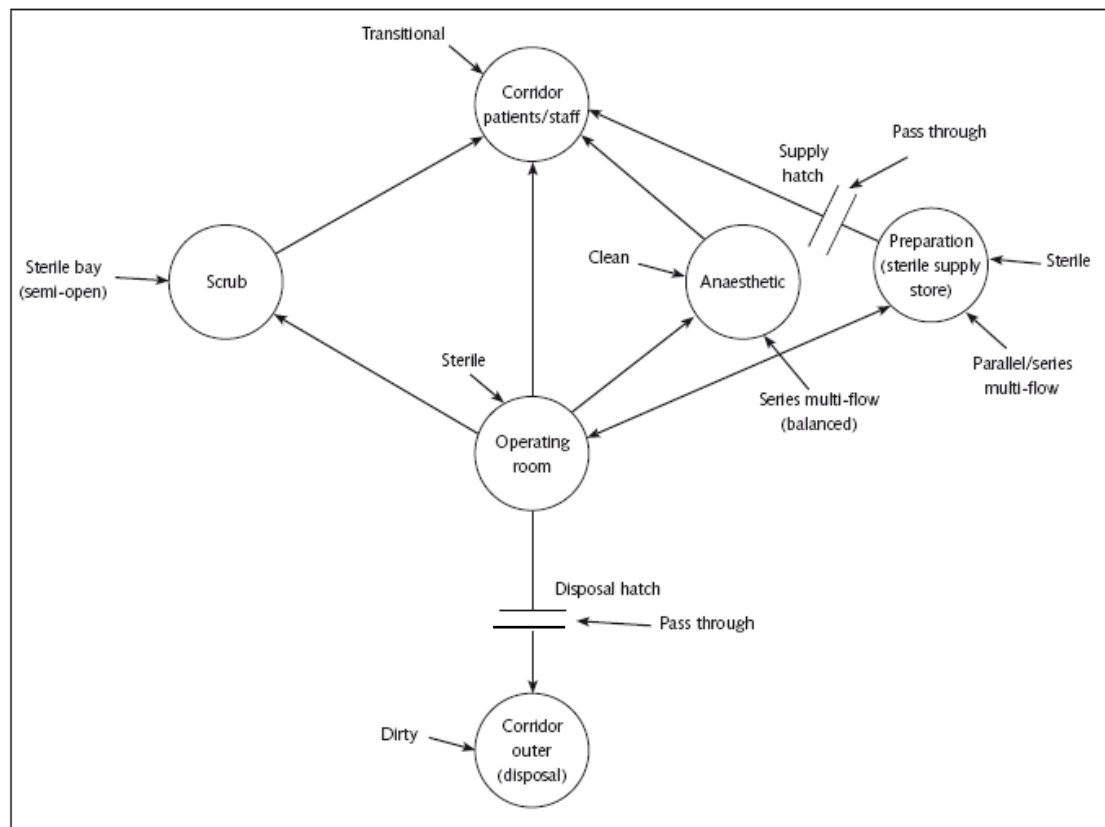 Transitional
Corridor
patients/staff
Pass through
Supply
hatch
Sterile bay
(semi-open)
Scrub
Clean
Anaesthetic
Preparation
(sterile supply
store)
Sterile
Sterile
Series multi-flow
(balanced)
Parallel/series
multi-flow
Operating
room
Disposal hatch
Pass through
Dirty
Corridor
outer
(disposal)